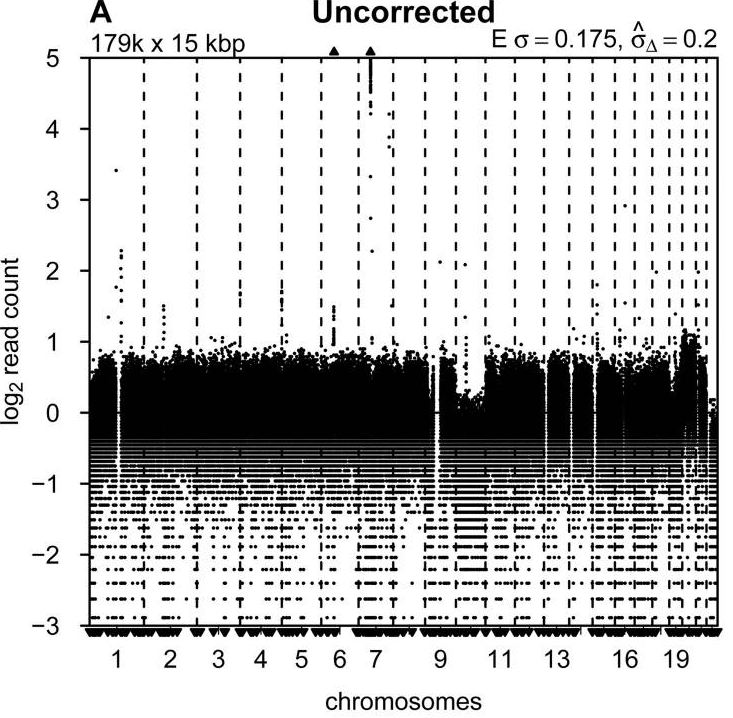 A
Uncorrected
179k x 15 kbp
E σ = 0.175, σ̂Δ = 0.2
5
4
3
2
1
0
−1
−2
−3
log2 read count
1 2 3 4 5 6 7 9 11 13 16 19
chromosomes